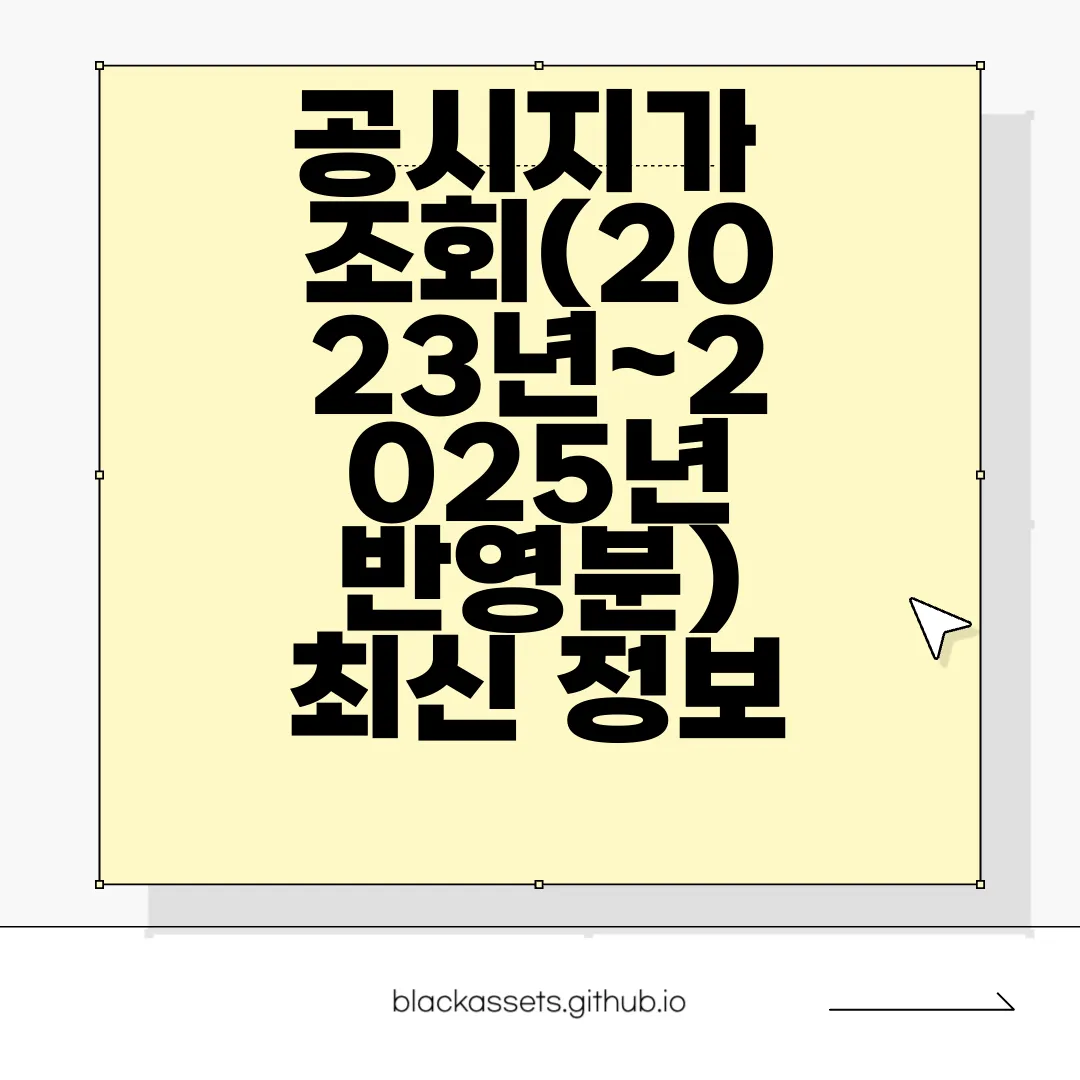 공시지가
조회(20
23년~2
025년
반영분)
최신 정보
blackassets.github.io